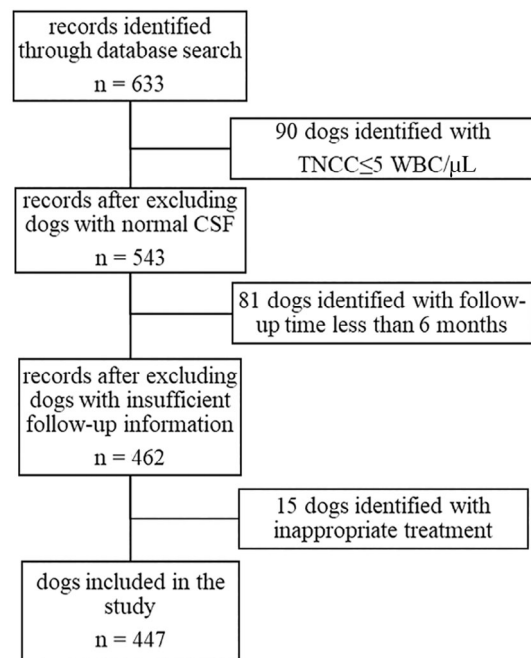 records identified
through database search
n = 633
90 dogs identified with
TNCC≤5 WBC/μL
records after excluding
dogs with normal CSF
n = 543
81 dogs identified with follow-
up time less than 6 months
records after excluding
dogs with insufficient
follow-up information
n = 462
15 dogs identified with
inappropriate treatment
dogs included in the
study
n = 447